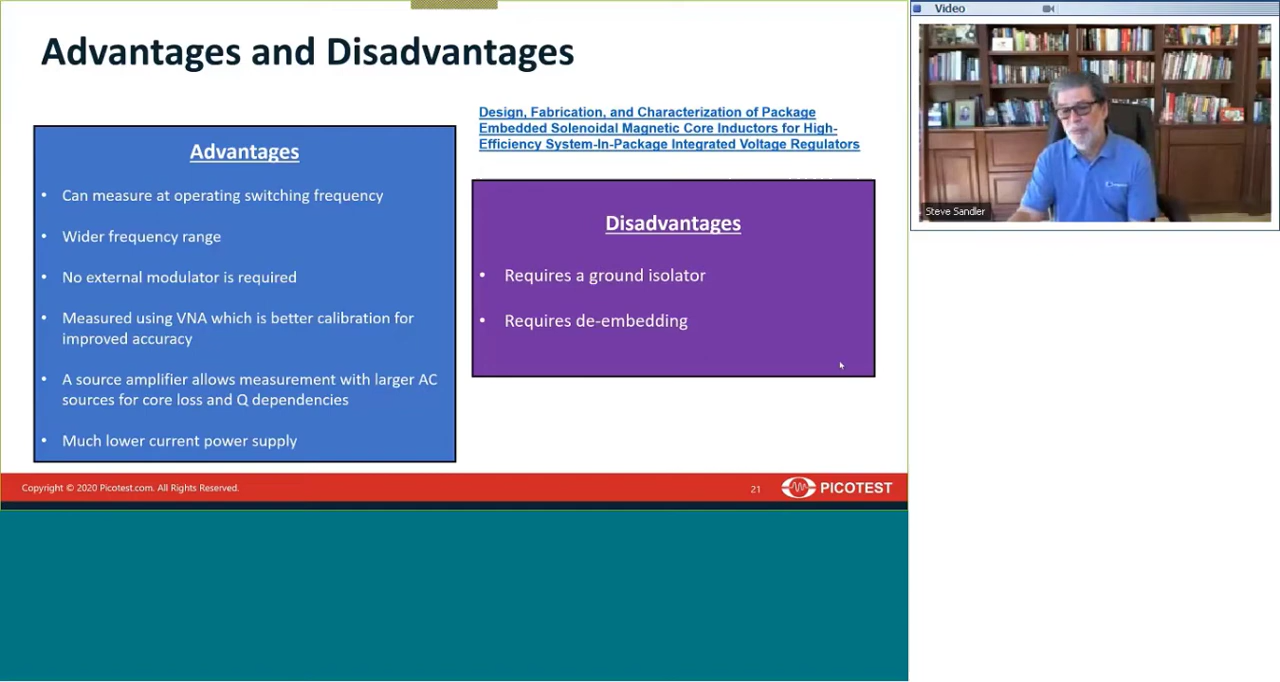 Advantages and Disadvantages
Advantages
• Can measure at operating switching frequency
• Wider frequency range
• No external modulator is required
• Measured using VNA which is better calibration for
improved accuracy
• A source amplifier allows measurement with larger AC
sources for core loss and Q dependencies
• Much lower current power supply
Design, Fabrication, and Characterization of Package
Embedded Solenoidal Magnetic Core Inductors for High-
Efficiency System-In-Package Integrated Voltage Regulators
Disadvantages
• Requires a ground isolator
• Requires de-embedding
Copyright © 2020 Picotest.com. All Rights Reserved.
21
PICOTEST
Video
Steve Sandler